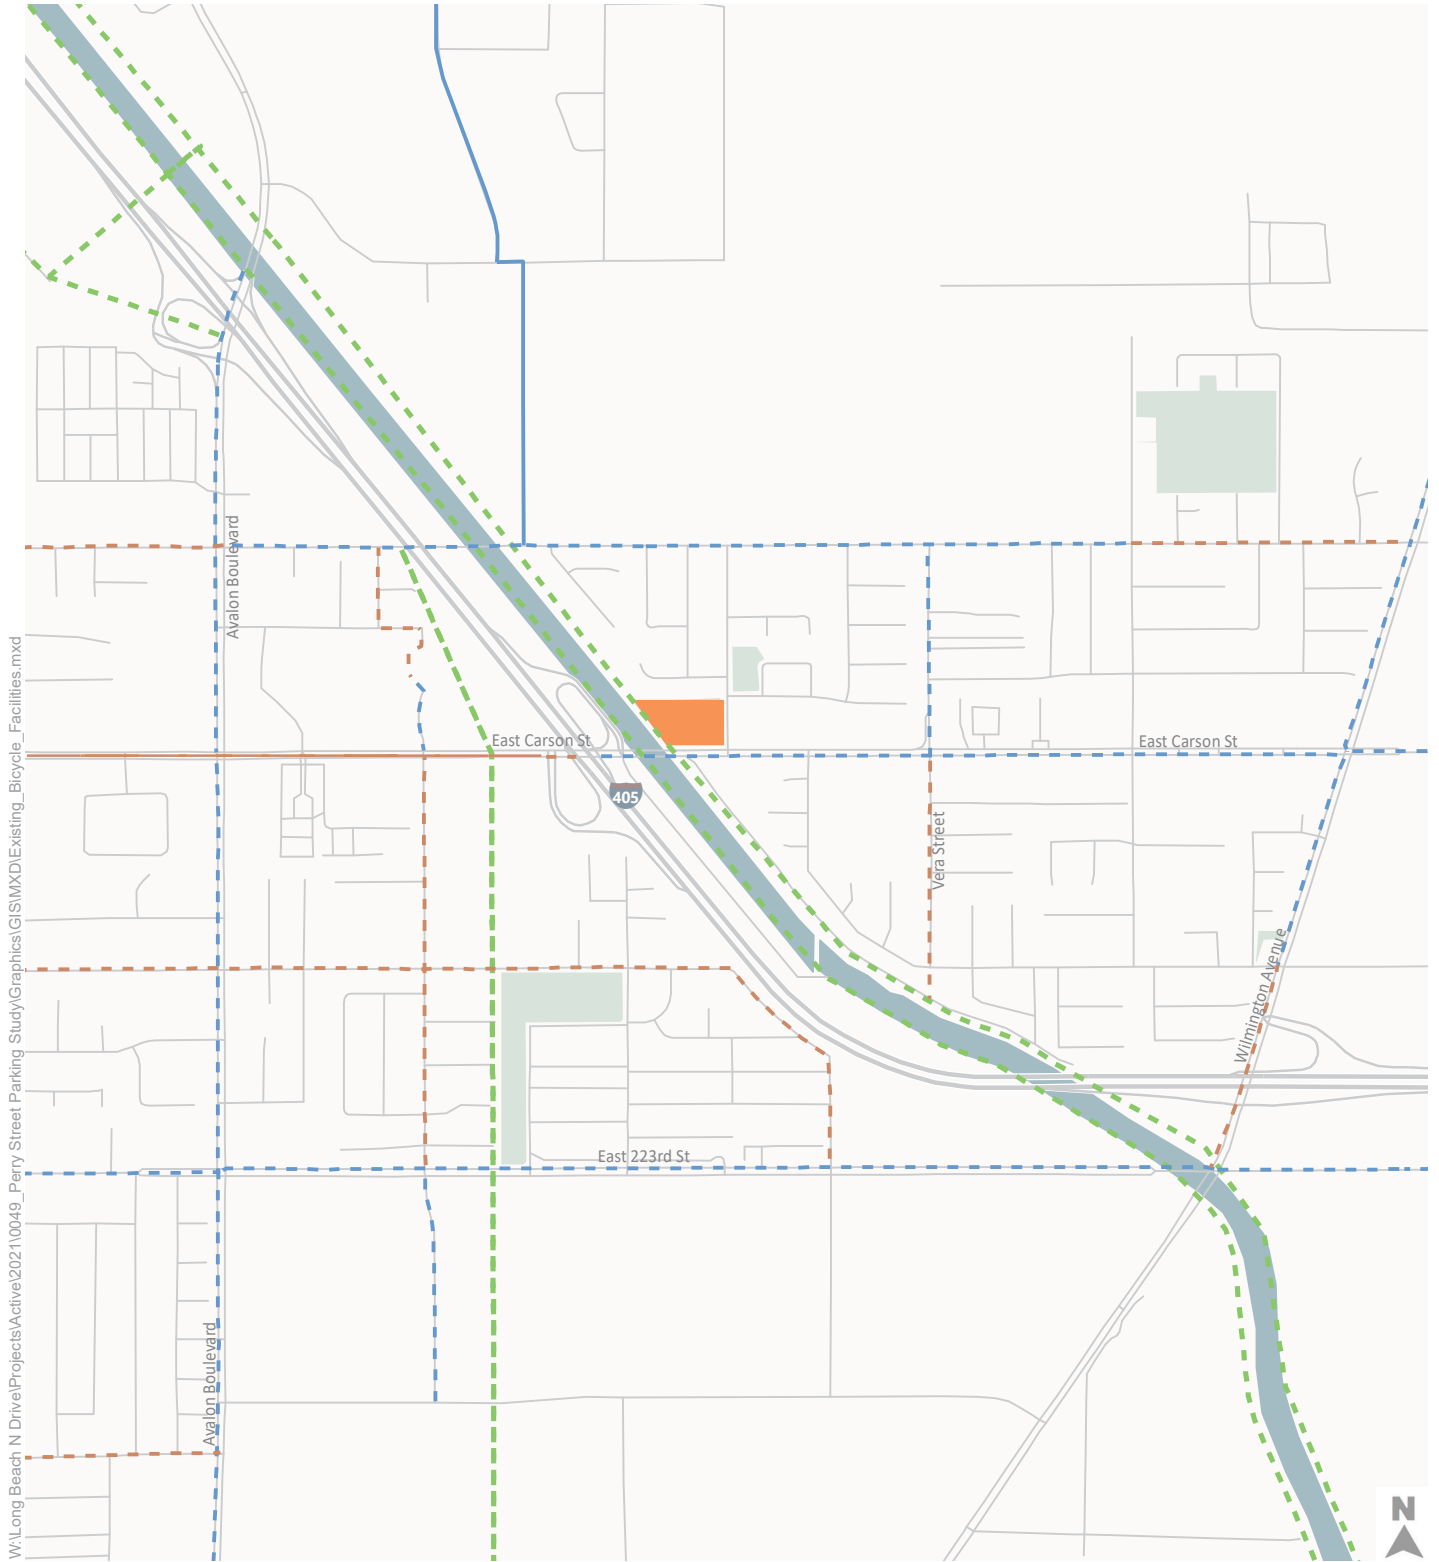 Avalon Boulevard
East Carson St
East Carson St
405
Vera Street
Wilmington Avenue
East 223rd St
Avalon Boulevard
W:\Long Beach N Drive\Projects\Active\2021\0049_Perry Street Parking Study\Graphics\GIS\MXD\Existing_Bicycle_Facilities.mxd
N